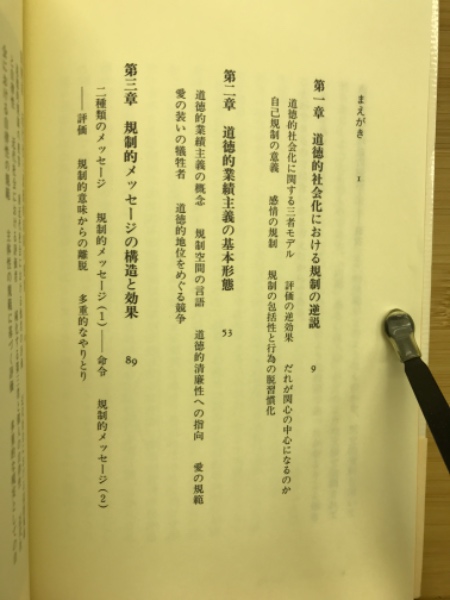 まえがき 1
第一章 道徳的社会化における規制の逆説 9
道徳的社会化に関する三者モデル 評価の逆効果 だれが関心の中心になるのか
自己規制の意義 感情の規制 規制の包括性と行為の脱習慣化
第二章 道徳的業績主義の基本形態 53
道徳的業績主義の概念 規制空間の言語 道徳的清廉性への指向 愛の規範
愛の装いの犠牲者 道徳的地位をめぐる競争
第三章 規制的メッセージの構造と効果 89
二種類のメッセージ 規制的メッセージ(1)——命令 規制的メッセージ(2)
——評価 規制的意味からの離脱 多重的なやりとり